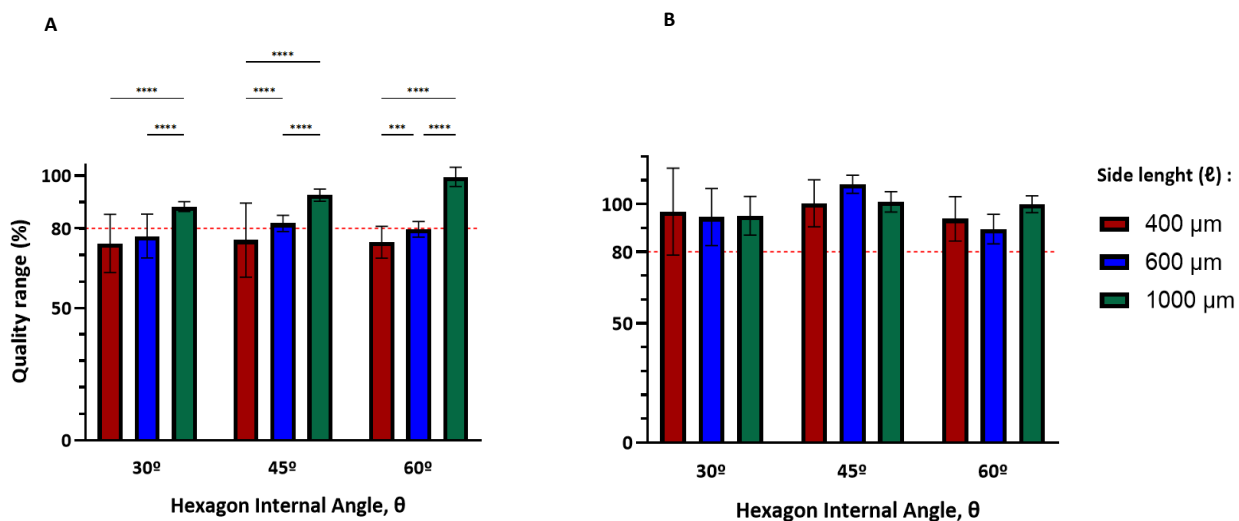 A
B
****
****
****
****
****
****
***
****
Quality range (%)
100
80
50
0
30º
45º
60º
Hexagon Internal Angle, θ
100
80
50
0
30º
45º
60º
Hexagon Internal Angle, θ
Side lenght (ℓ) :
400 µm
600 µm
1000 µm